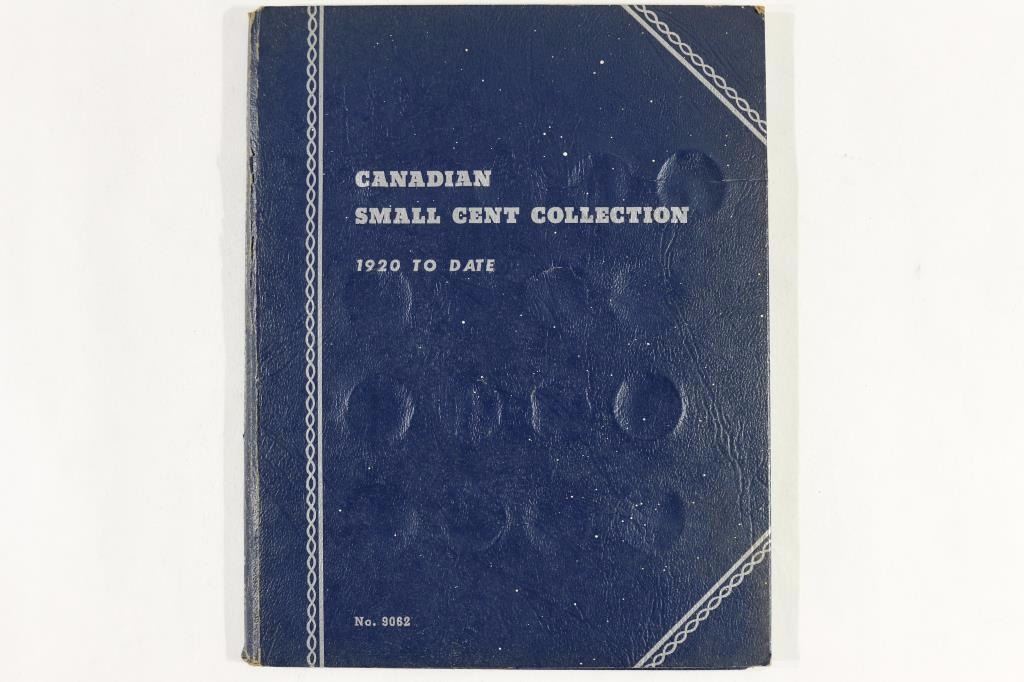 CANADIAN
SMALL CENT COLLECTION
1920 TO DATE
No. 9062